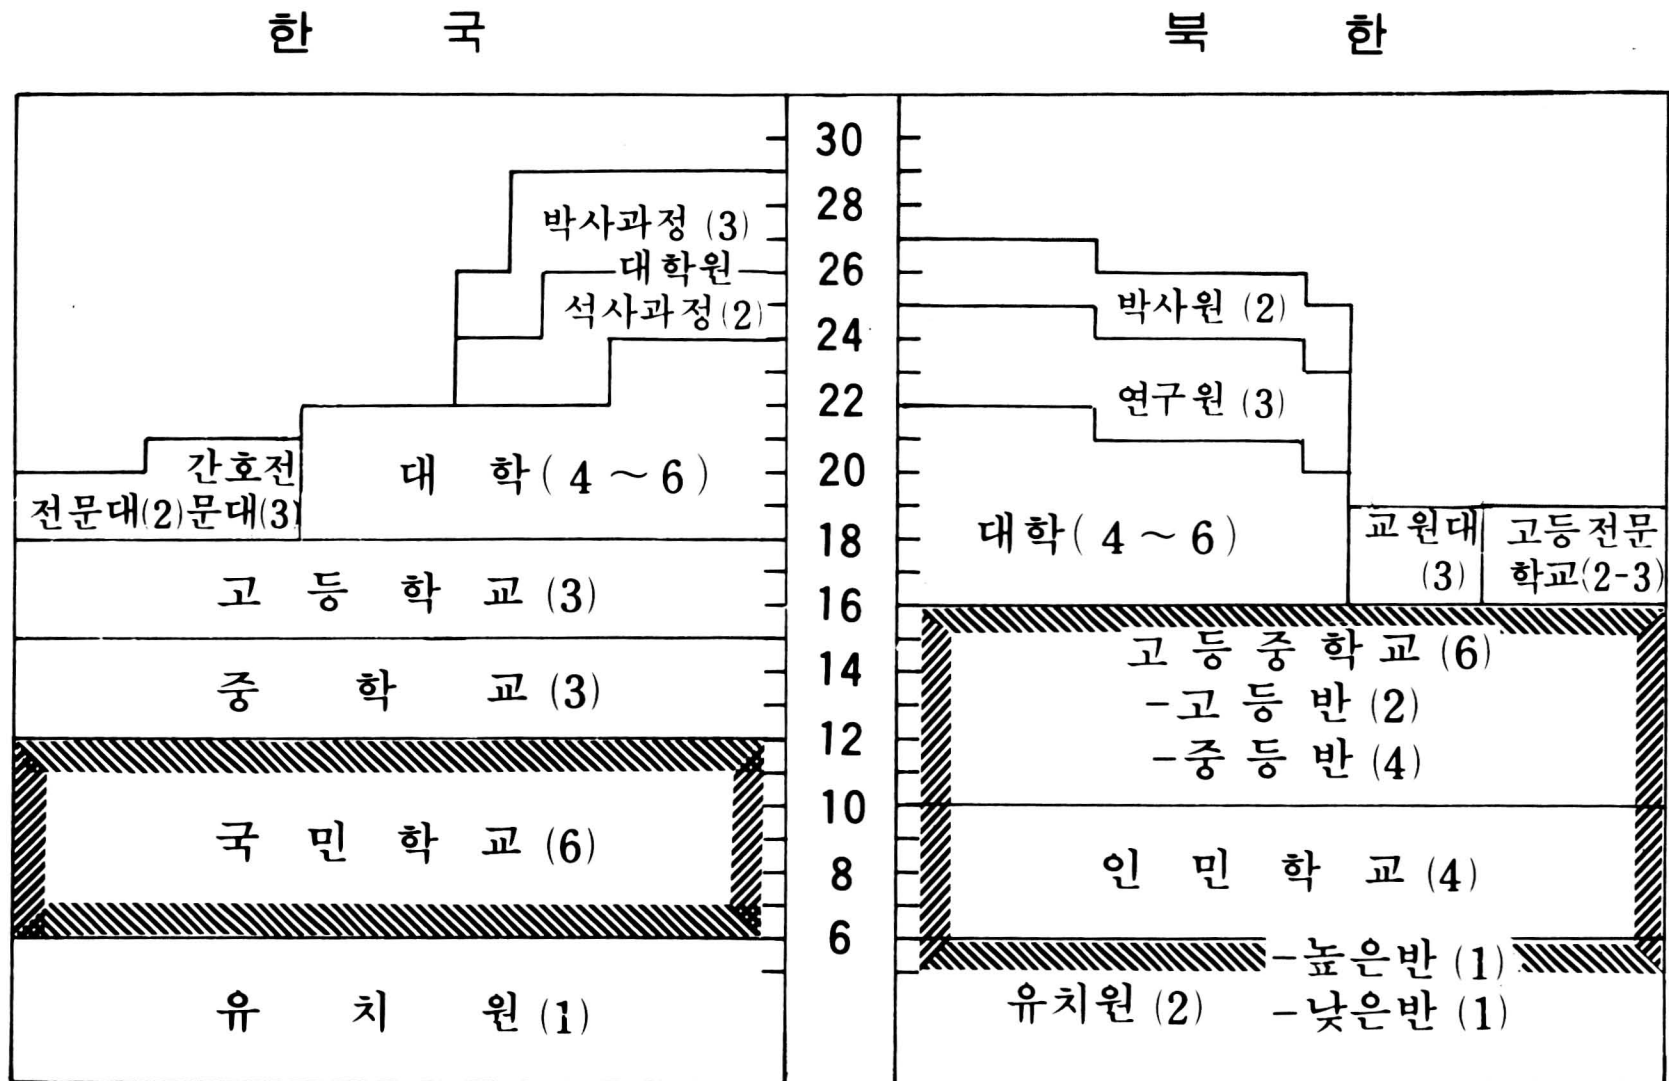 한 국
북 한
박사과정 (3)
대학원
석사과정(2)
간호전
전문대(2)문대(3)
대 학( 4 ～ 6)
고 등 학 교 (3)
중 학 교 (3)
국 민 학 교 (6)
유 치 원 (1)
30
28
26
24
22
20
18
16
14
12
10
8
6
박사원 (2)
연구원 (3)
대학( 4 ～ 6)
교원대
(3)
고등전문
학교(2-3)
고 등 중 학 교 (6)
-고 등 반 (2)
-중 등 반 (4)
인 민 학 교 (4)
유치원 (2)
-높은반 (1)
-낮은반 (1)